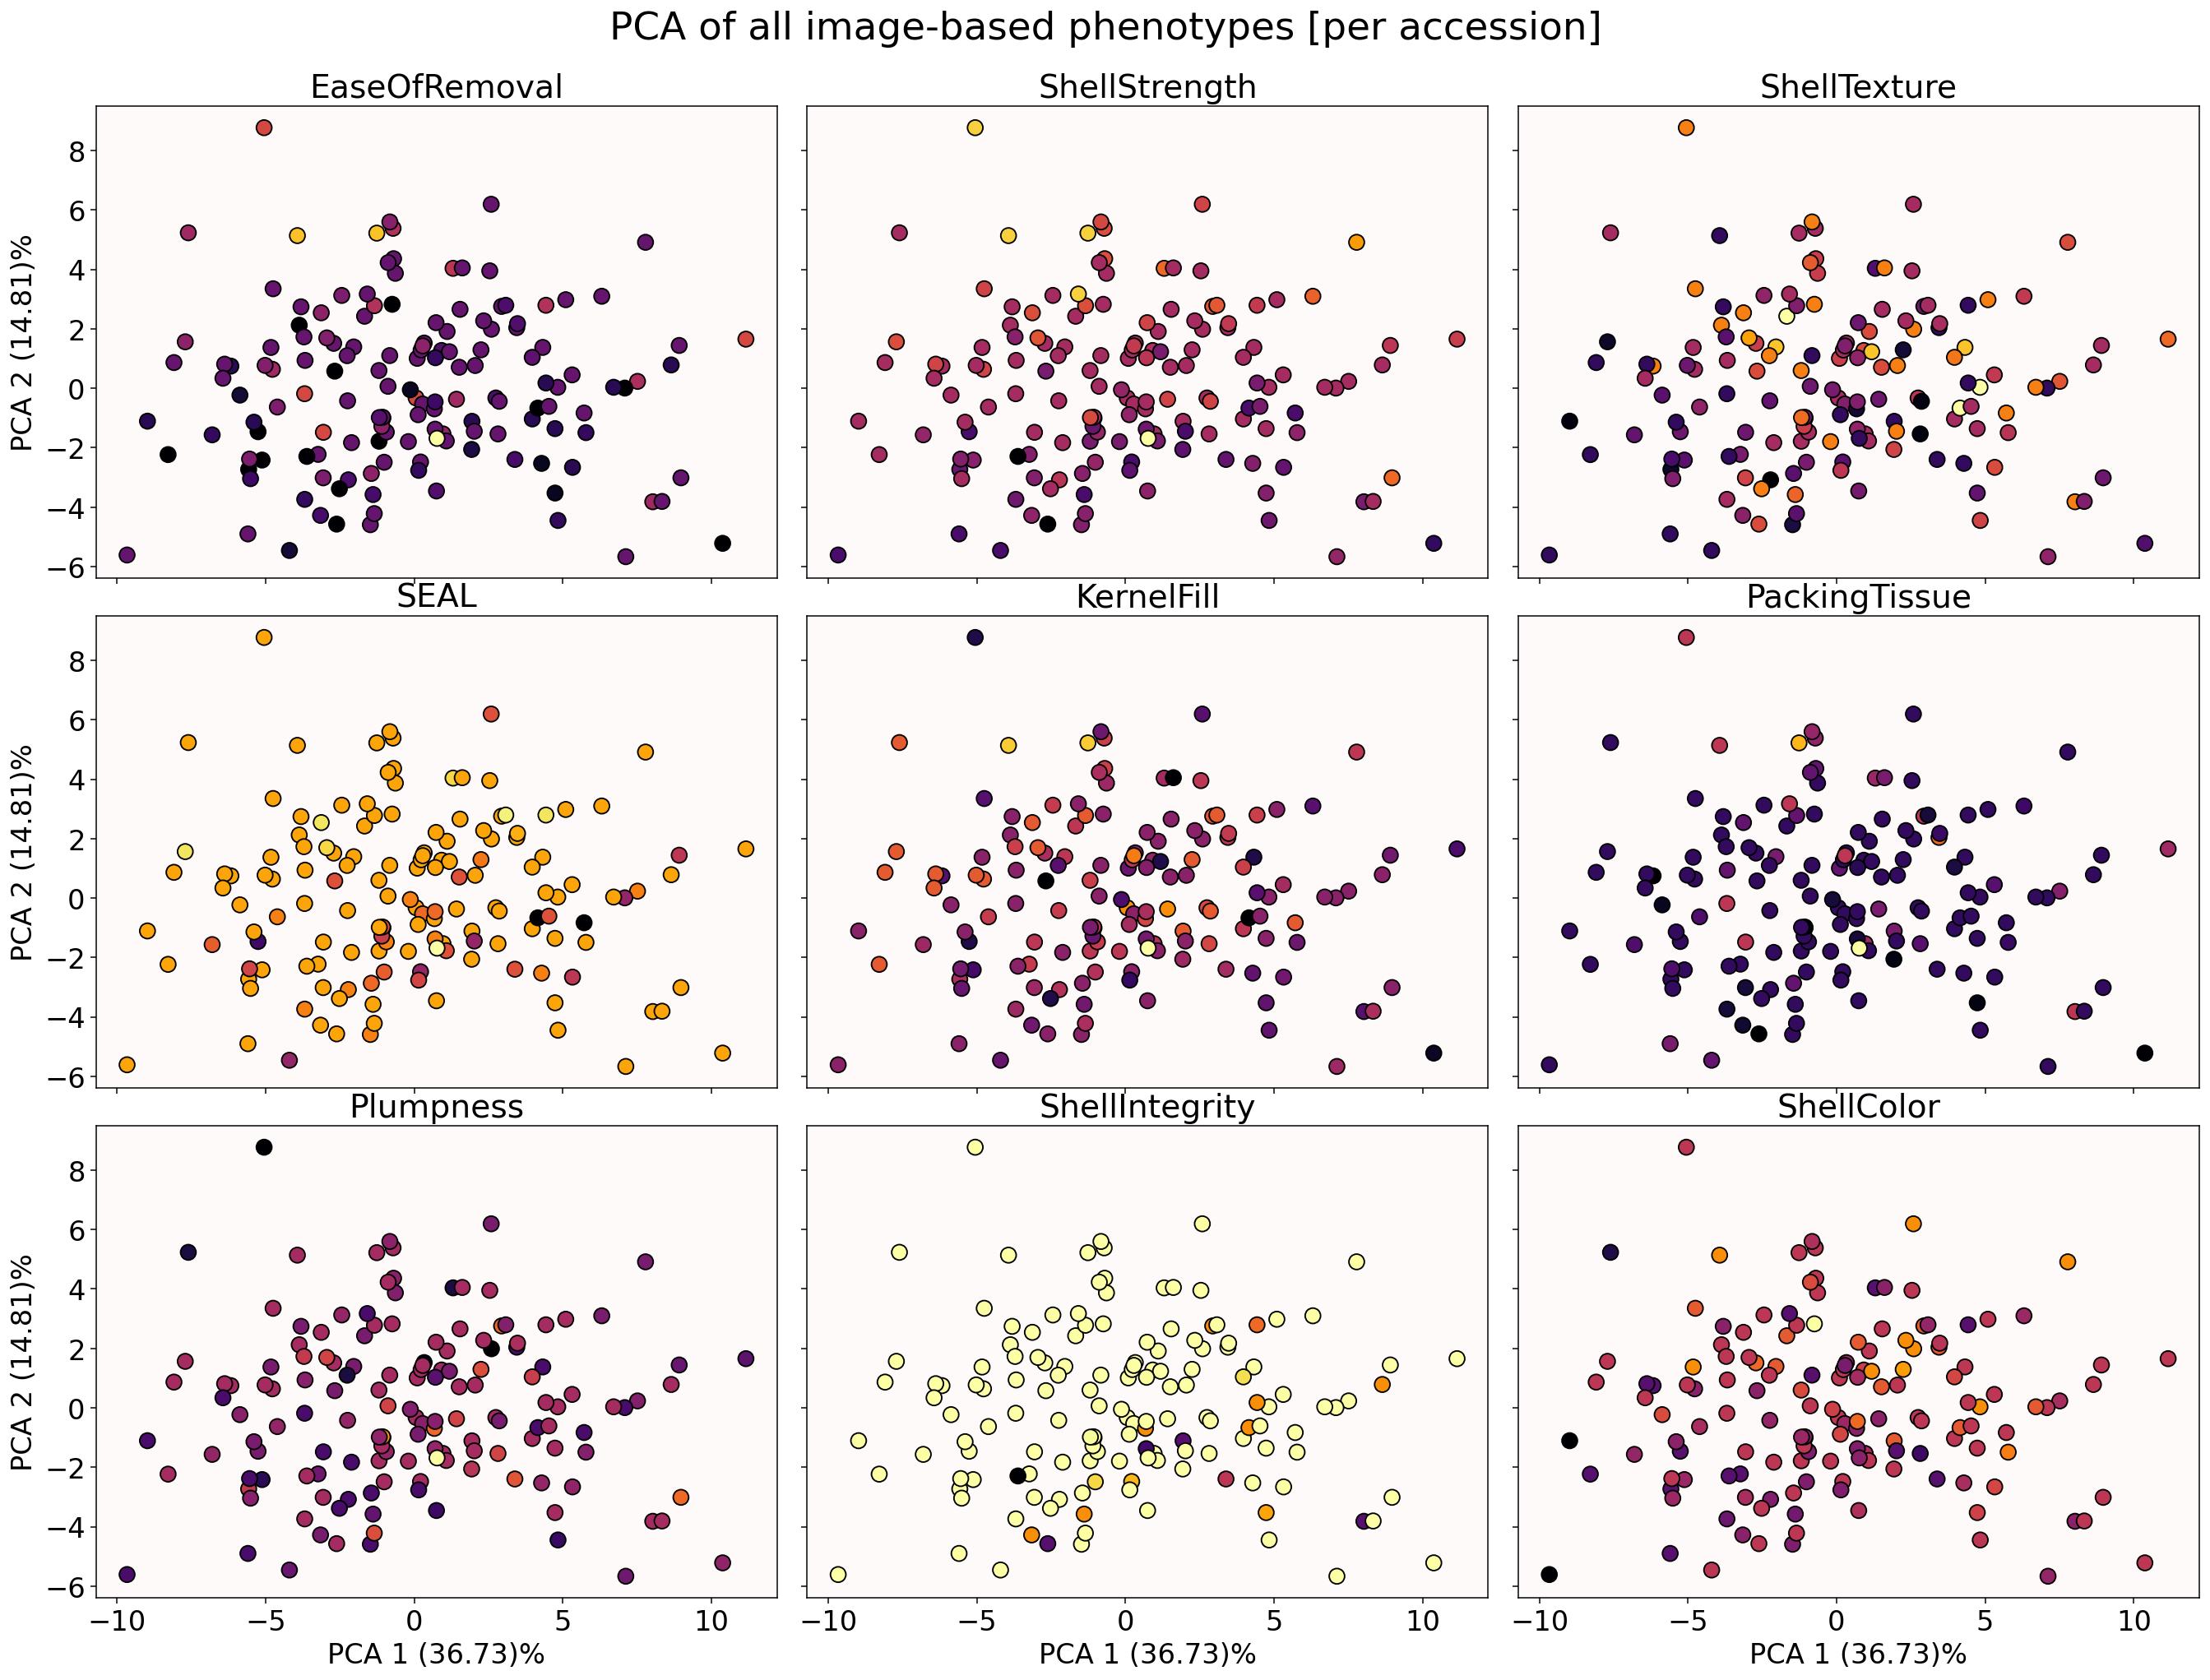 PCA of all image-based phenotypes [per accession]
EaseOfRemoval
ShellStrength
ShellTexture
PCA 2 (14.81)%
8
6
4
2
0
−2
−4
−6
SEAL
KernelFill
PackingTissue
PCA 2 (14.81)%
8
6
4
2
0
−2
−4
−6
Plumpness
ShellIntegrity
ShellColor
PCA 2 (14.81)%
8
6
4
2
0
−2
−4
−6
−10 −5 0 5 10
−10 −5 0 5 10
−10 −5 0 5 10
PCA 1 (36.73)%
PCA 1 (36.73)%
PCA 1 (36.73)%